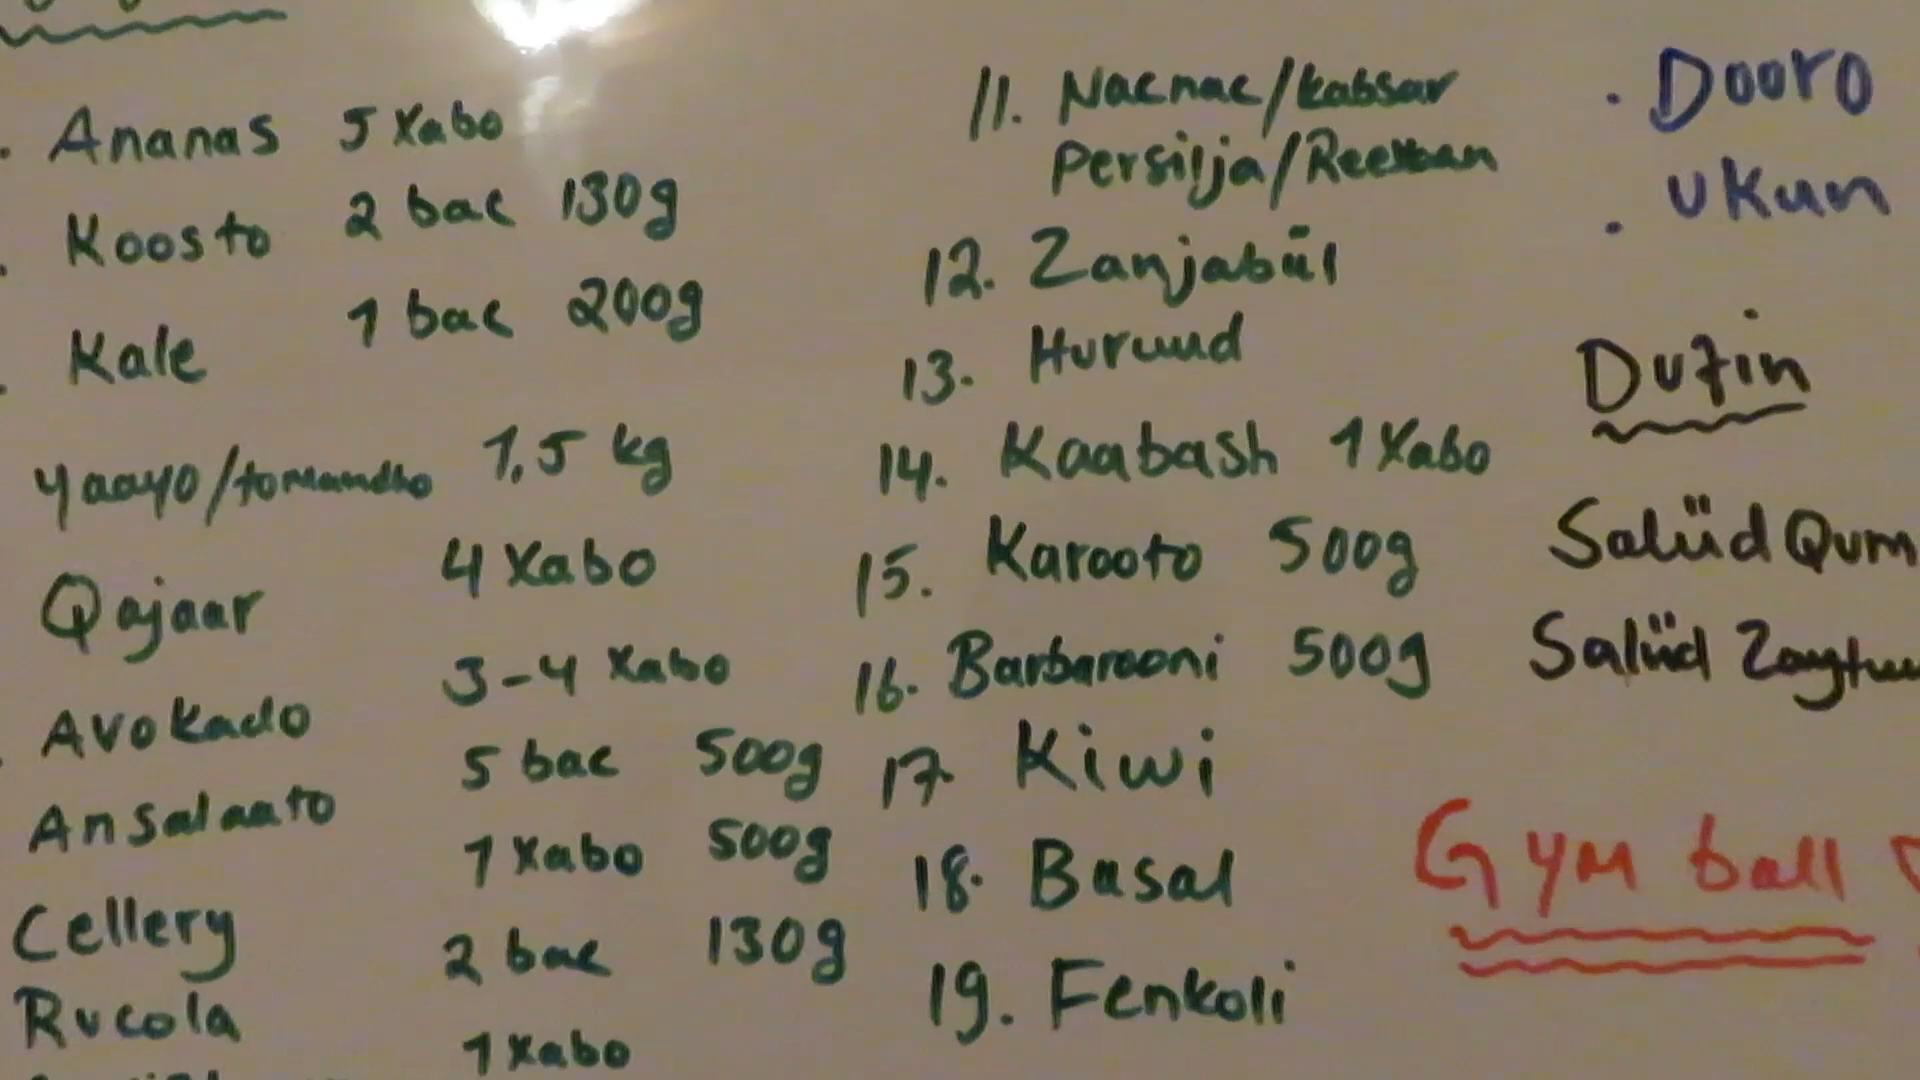 Ananas 5 Xabo
Koosto 2 bac 130g
Kale 1 bac 200g
Yaayo/tomaandho 1,5 kg
Qajaar 4 Xabo
Avokado 3-4 Xabo
Ansalaato 5 bac 500g
Cellery 1 Xabo 500g
Rucola 2 bac 130g
1 Xabo
11. Nacnac/kabsar
Persilja/Reexaan
12. Zanjabiil
13. Huruud
14. Kaabash 1 Xabo
15. Karooto 500g
16. Barbarooni 500g
17. Kiwi
18. Basal
19. Fenkoli
. Dooro
. Ukun
Dufin
Saliid Qum
Saliid Zaytuu
Gym ball